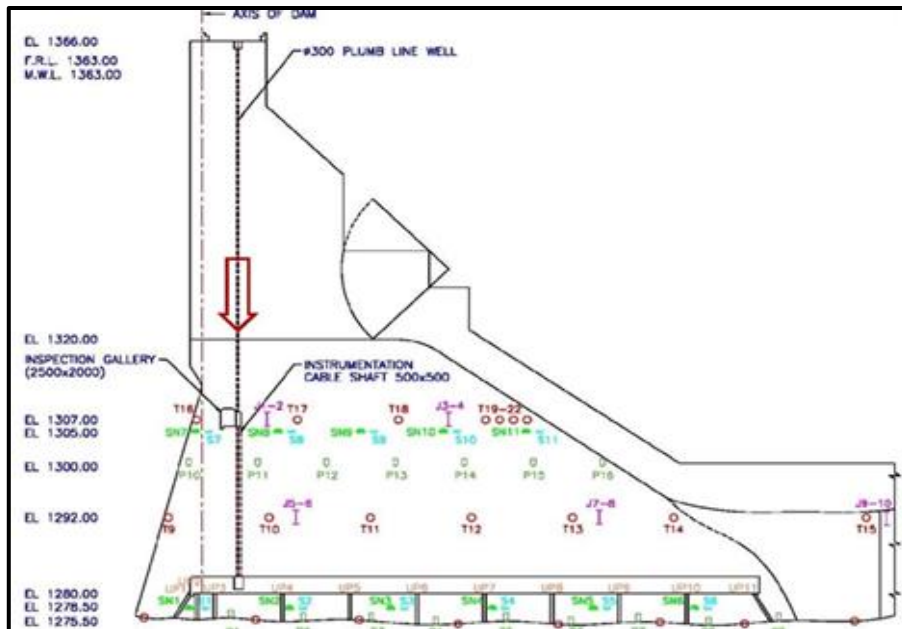 AXIS OF DAM
EL 1366.00
F.R.L. 1363.00
M.W.L. 1363.00
ø300 PLUMB LINE WELL
EL 1320.00
INSPECTION GALLERY
(2500x2000)
INSTRUMENTATION
CABLE SHAFT 500x500
T16 T17 J3-4 T18 T19-22
EL 1307.00
EL 1305.00
SN7 S7 SN8 S8 SN9 S9 SN10 S10 SN11 S11
EL 1300.00
P10 P11 P12 P13 P14 P15 P16
J5-6 J7-8 J9-10
EL 1292.00
T9 T10 T11 T12 T13 T14 T15
UP3 UP4 UP5 UP6 UP7 UP8 UP9 UP10 UP11
EL 1280.00
EL 1278.50
SN1 SN2 S2 SN3 S3 SN4 S4 SN5 S5 SN6 S6
EL 1275.50